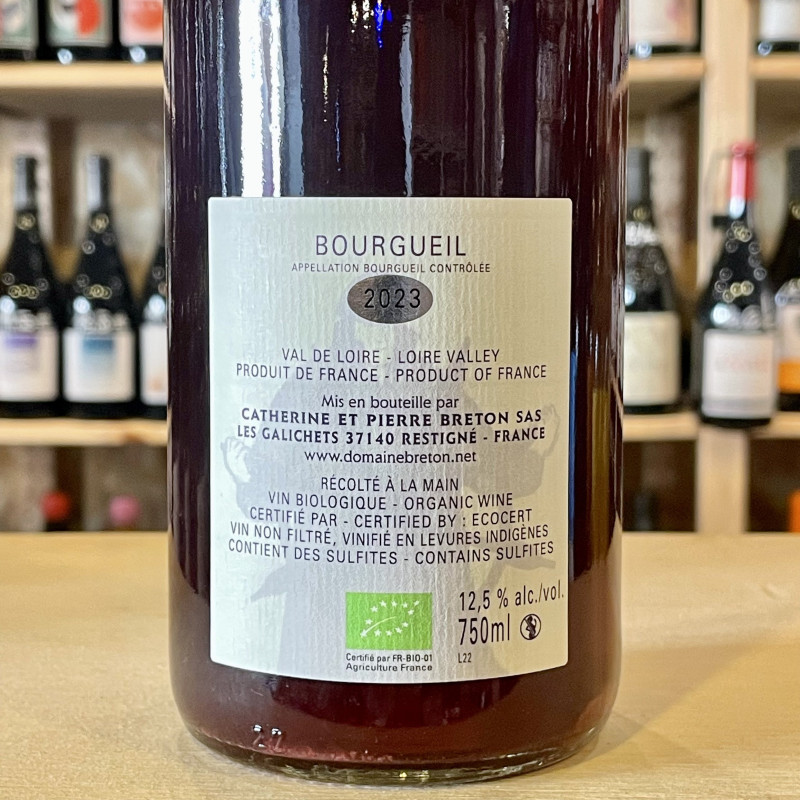 BOURGUEIL
APPELLATION BOURGUEIL CONTRÔLÉE
2023
VAL DE LOIRE - LOIRE VALLEY
PRODUIT DE FRANCE - PRODUCT OF FRANCE
Mis en bouteille par
CATHERINE ET PIERRE BRETON SAS
LES GALICHETS 37140 RESTIGNÉ - FRANCE
www.domainebreton.net
RÉCOLTÉ À LA MAIN
VIN BIOLOGIQUE - ORGANIC WINE
CERTIFIÉ PAR - CERTIFIED BY : ECOCERT
VIN NON FILTRÉ, VINIFIÉ EN LEVURES INDIGÈNES
CONTIENT DES SULFITES - CONTAINS SULFITES
12,5 % alc./vol.
750ml
L22
Certifié par FR-BIO-01
Agriculture France